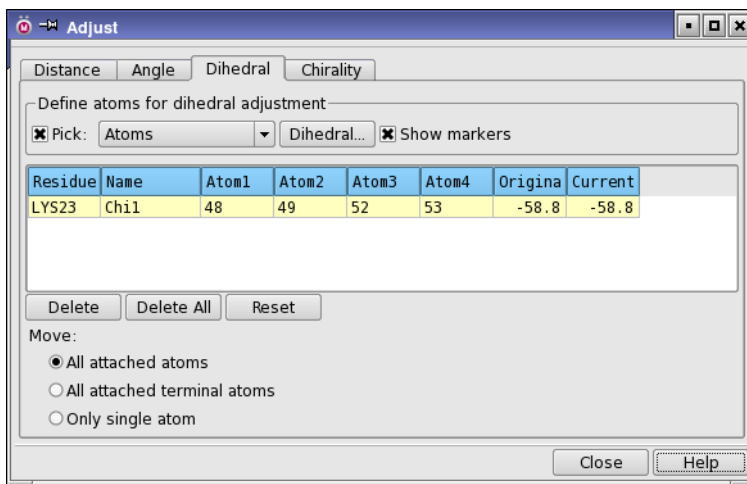 Adjust
Distance Angle Dihedral Chirality
Define atoms for dihedral adjustment
Pick: Atoms Dihedral... Show markers
Residue Name Atom1 Atom2 Atom3 Atom4 Origina Current
LYS23 Chi1 48 49 52 53 -58.8 -58.8
Delete Delete All Reset
Move:
All attached atoms
All attached terminal atoms
Only single atom
Close Help